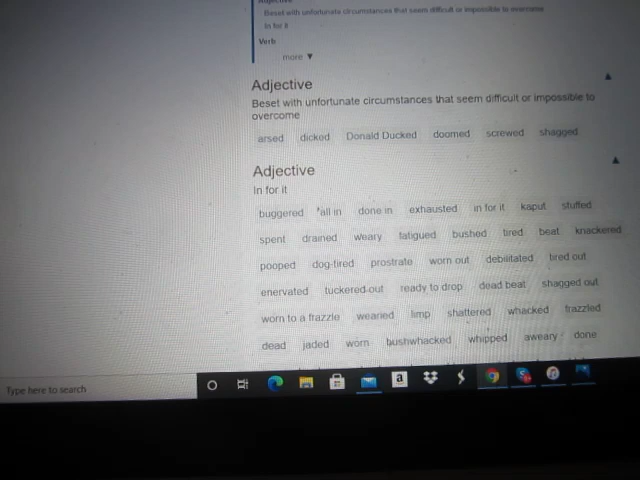 Adjective
Beset with unfortunate circumstances that seem difficult or impossible to overcome
In for it
Verb
more ▼
Adjective
Beset with unfortunate circumstances that seem difficult or impossible to
overcome
arsed dicked Donald Ducked doomed screwed shagged
Adjective
In for it
buggered all in done in exhausted in for it kaput stuffed
spent drained weary fatigued bushed tired beat knackered
pooped dog-tired prostrate worn out debilitated tired out
enervated tuckered out ready to drop dead beat shagged out
worn to a frazzle wearied limp shattered whacked frazzled
dead jaded worn bushwhacked whipped aweary done
Type here to search
a